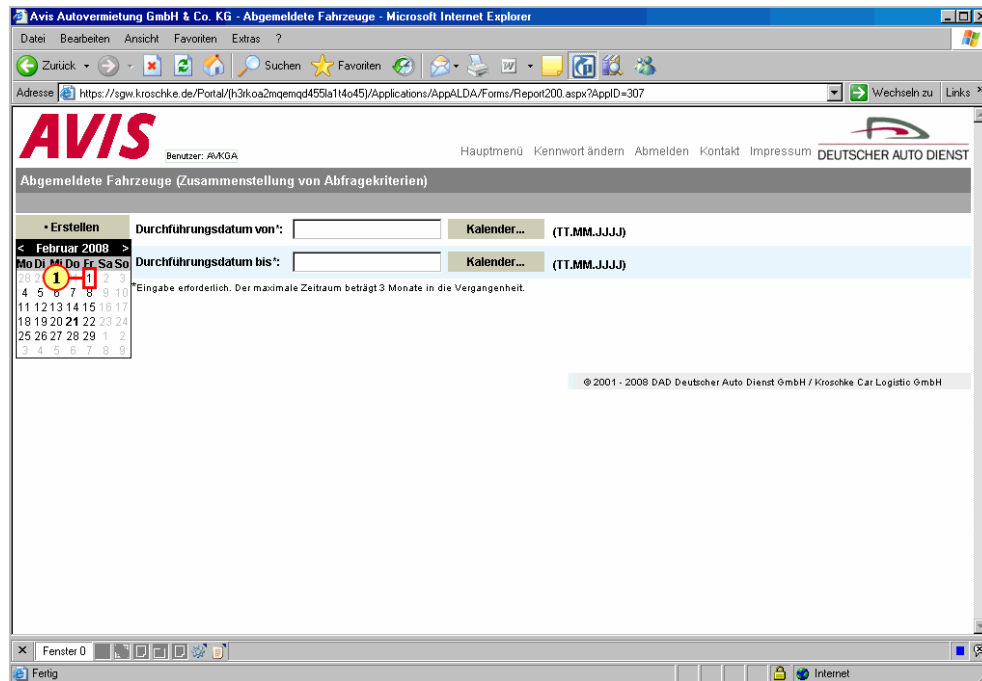 Avis Autovermietung GmbH & Co. KG - Abgemeldete Fahrzeuge - Microsoft Internet Explorer
Datei Bearbeiten Ansicht Favoriten Extras ?
Zurück Suchen Favoriten
Adresse https://sgw.kroschke.de/Portal/(h3rkoa2mqemqd455la1t4o45)/Applications/AppALDA/Forms/Report200.aspx?AppID=307 Wechseln zu Links
AVIS
Benutzer: AVKGA
Hauptmenü Kennwort ändern Abmelden Kontakt Impressum DEUTSCHER AUTO DIENST
Abgemeldete Fahrzeuge (Zusammenstellung von Abfragekriterien)
• Erstellen Durchführungsdatum von*: Kalender... (TT.MM.JJJJ)
< Februar 2008 >
Mo Di Mi Do Fr Sa So
Durchführungsdatum bis*: Kalender... (TT.MM.JJJJ)
28 1 1 2 3
*Eingabe erforderlich. Der maximale Zeitraum beträgt 3 Monate in die Vergangenheit.
4 5 6 7 8 9 10
11 12 13 14 15 16 17
18 19 20 21 22 23 24
25 26 27 28 29 1 2
3 4 5 6 7 8 9
© 2001 - 2008 DAD Deutscher Auto Dienst GmbH / Kroschke Car Logistic GmbH
Fenster 0
Fertig Internet